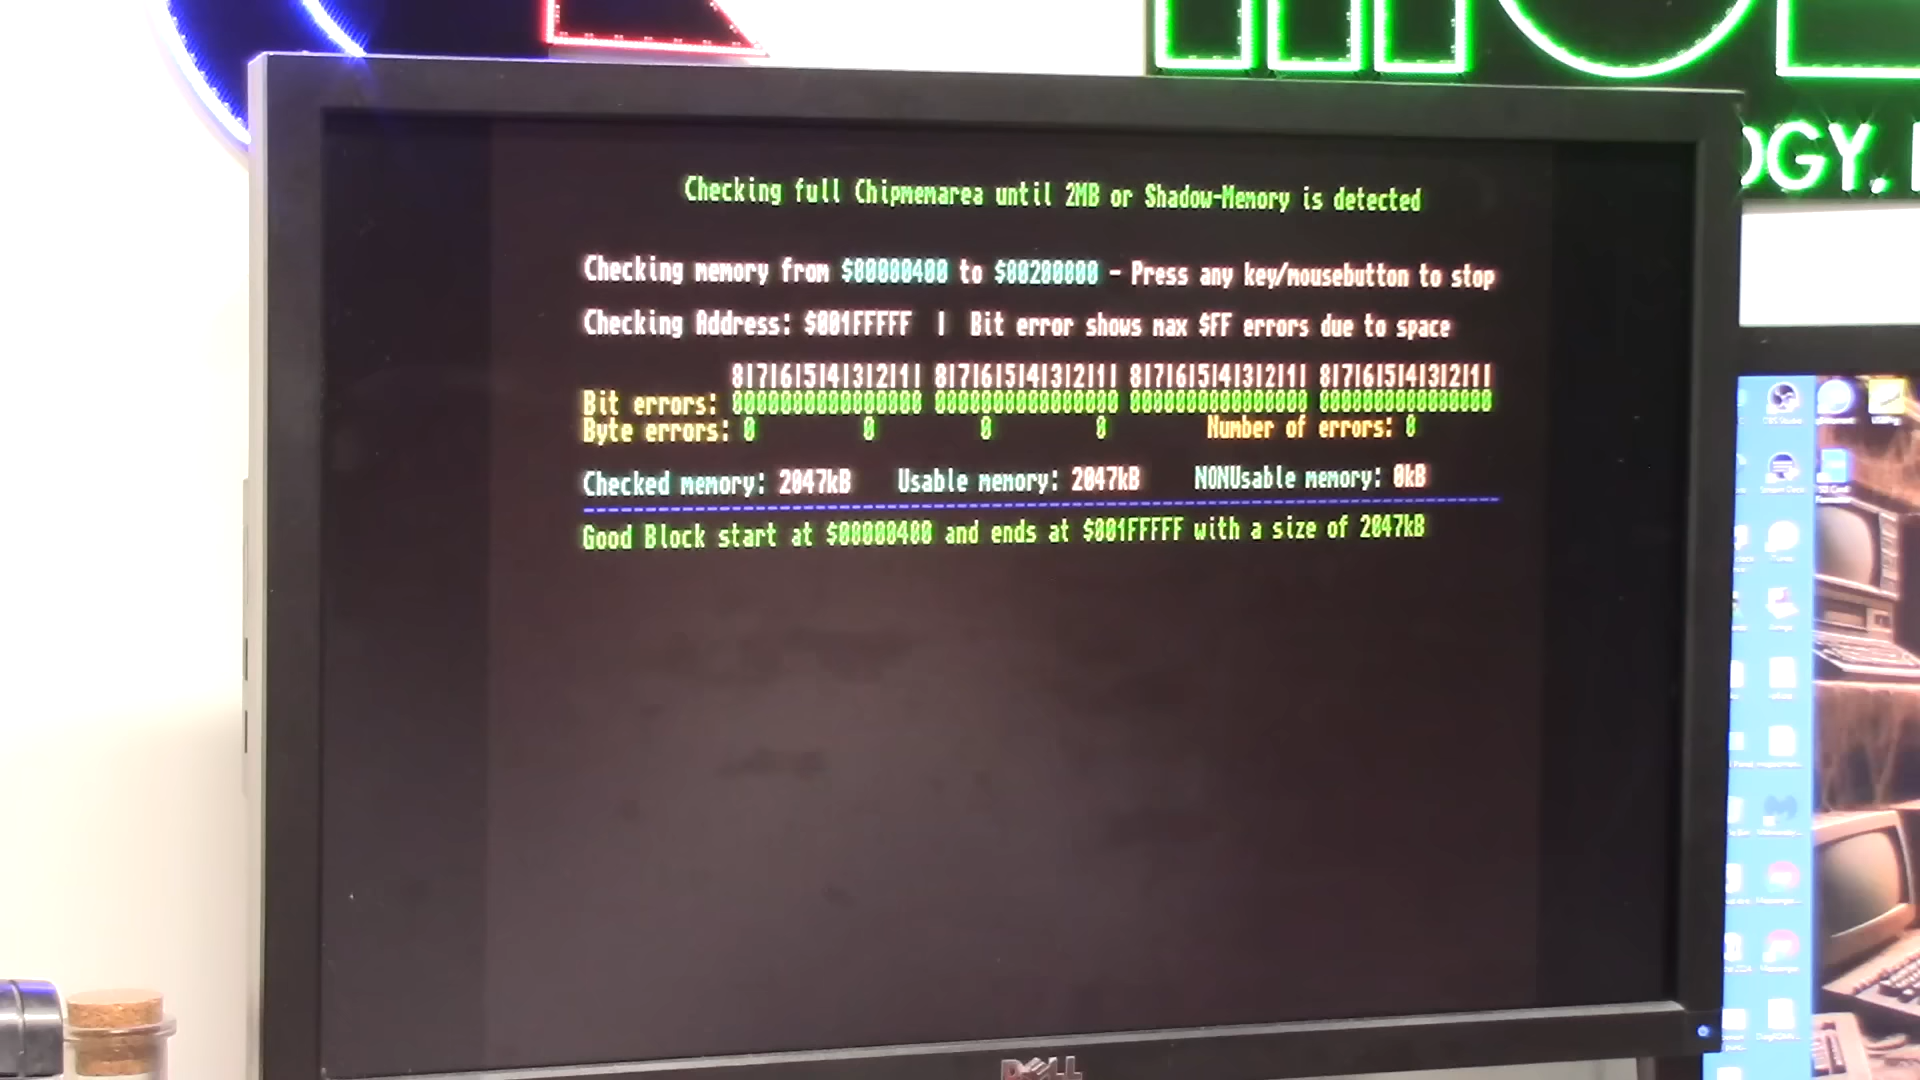 OGY,
Checking full Chipmemarea until 2MB or Shadow-Memory is detected
Checking memory from $00000400 to $00200000 - Press any key/mousebutton to stop
Checking Address: $001FFFFF | Bit error shows max $FF errors due to space
8|7|6|5|4|3|2|1| 8|7|6|5|4|3|2|1| 8|7|6|5|4|3|2|1| 8|7|6|5|4|3|2|1|
Bit errors: 0000000000000000 0000000000000000 0000000000000000 0000000000000000
Byte errors: 0 0 0 0 Number of errors: 0
Checked memory: 2047kB Usable memory: 2047kB NONUsable memory: 0kB
Good Block start at $00000400 and ends at $001FFFFF with a size of 2047kB
DELL